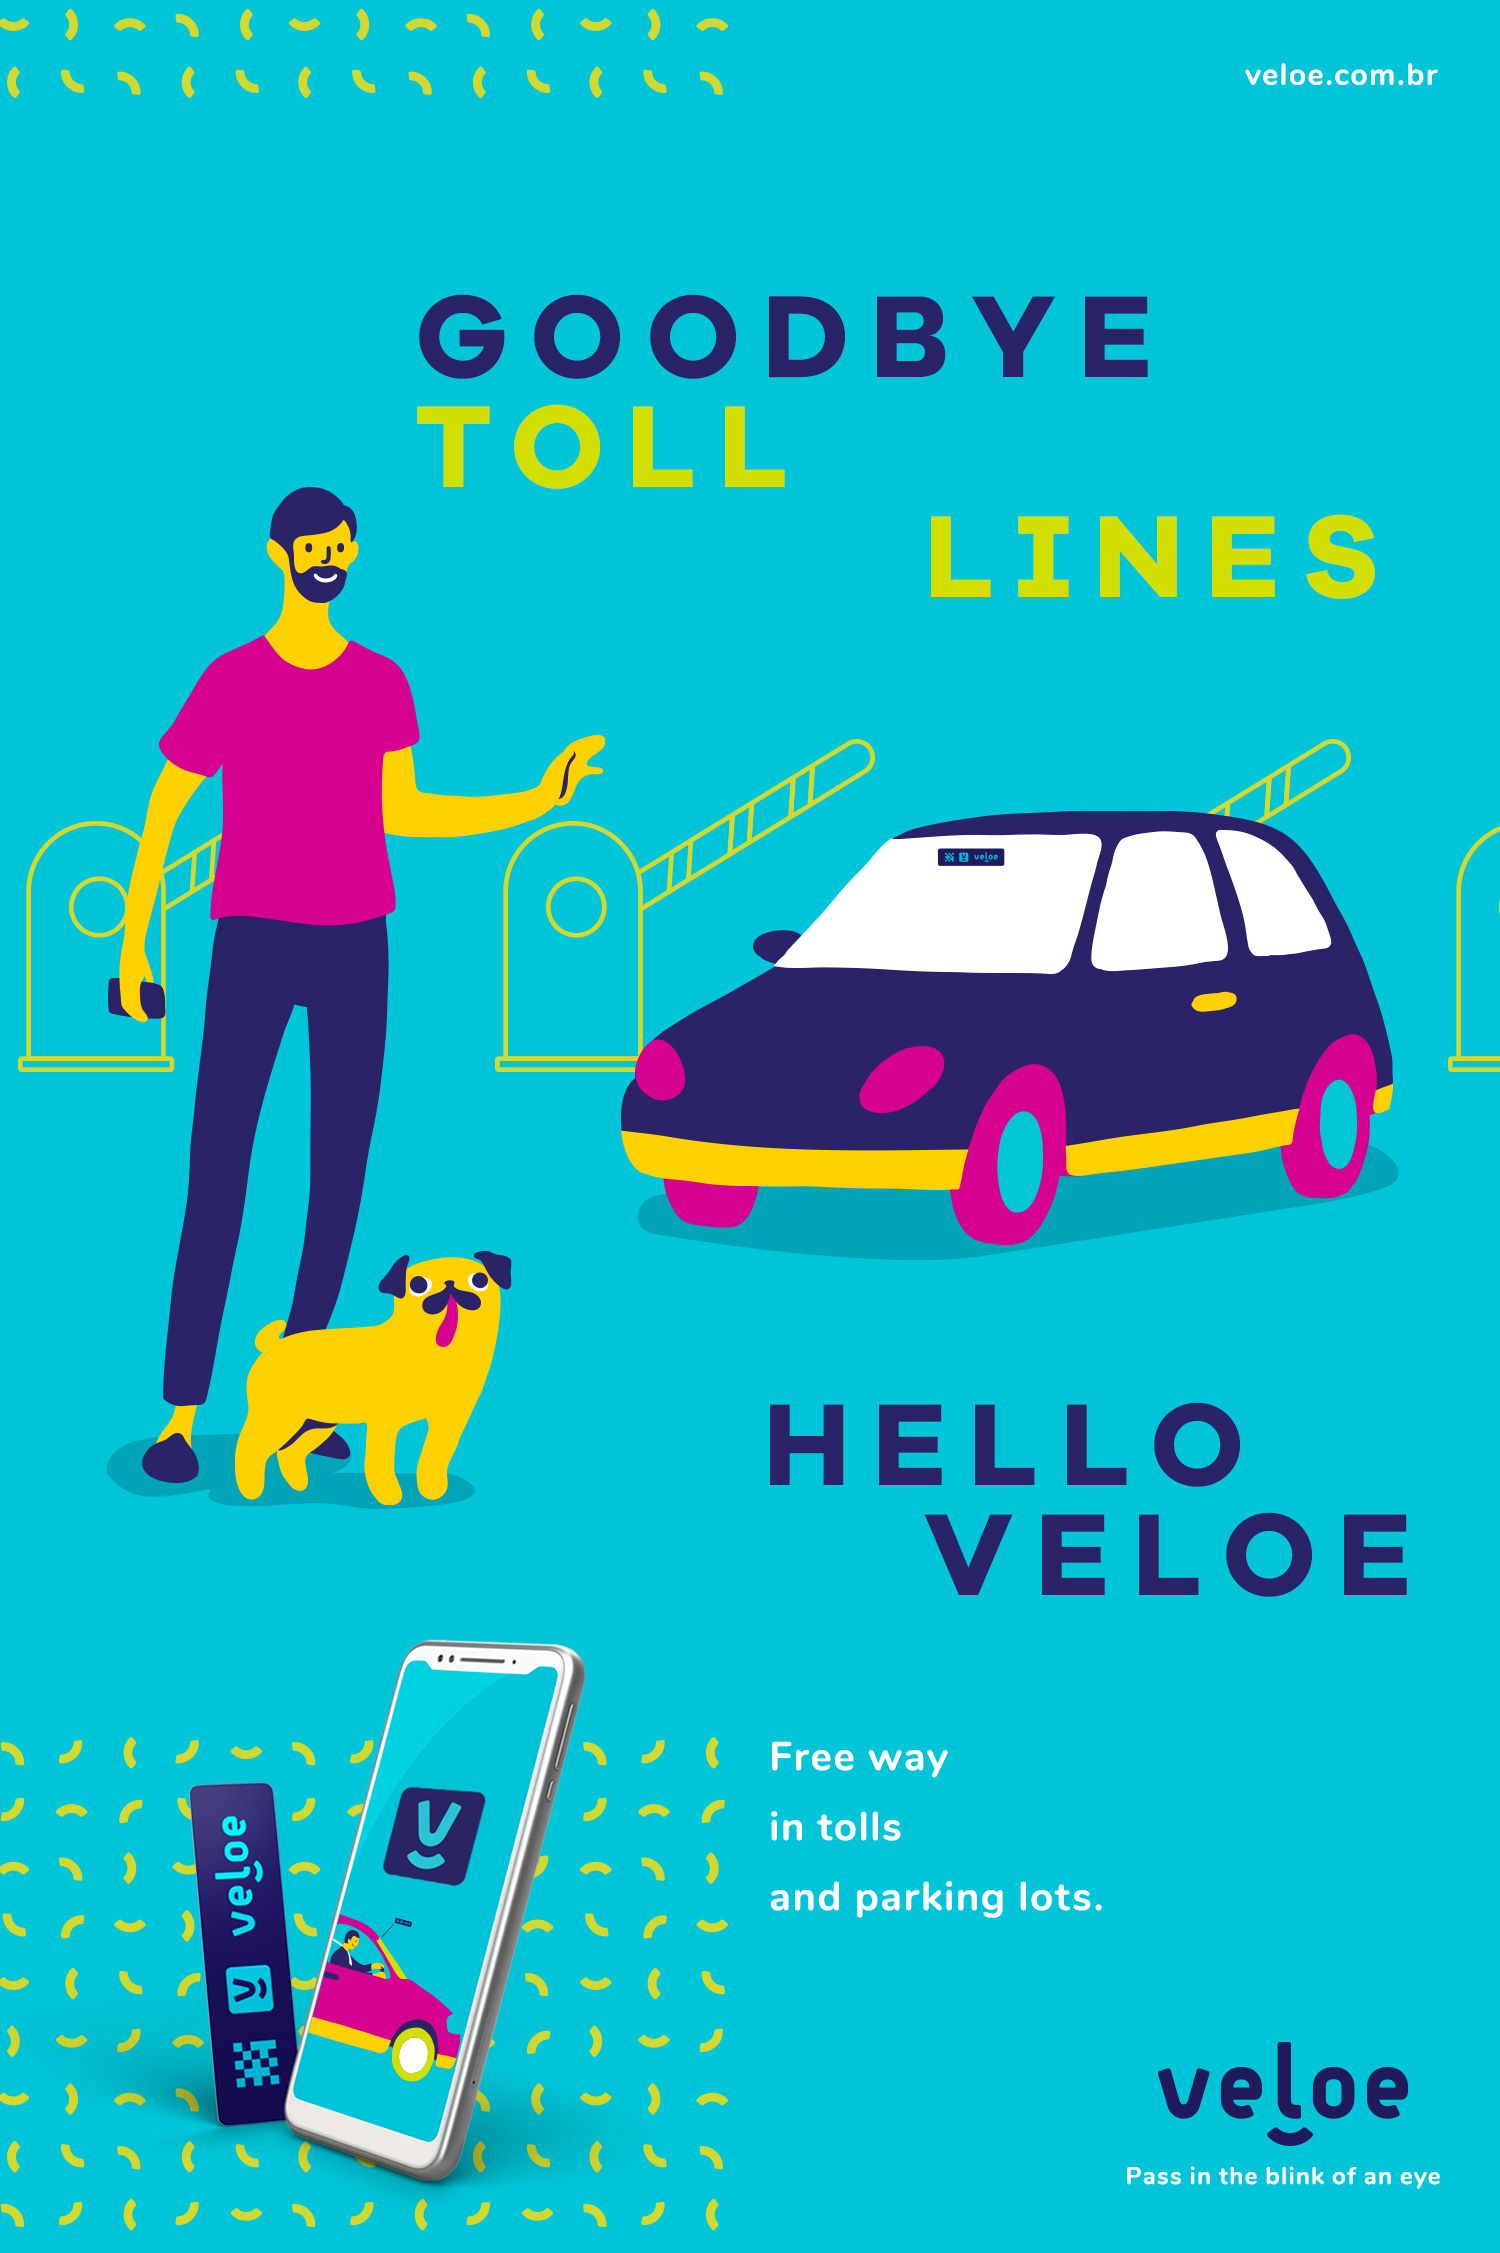 veloe.com.br
GOODBYE
TOLL
LINES
veloe
HELLO
VELOE
Free way
in tolls
and parking lots.
V
veloe
V
veloe
Pass in the blink of an eye